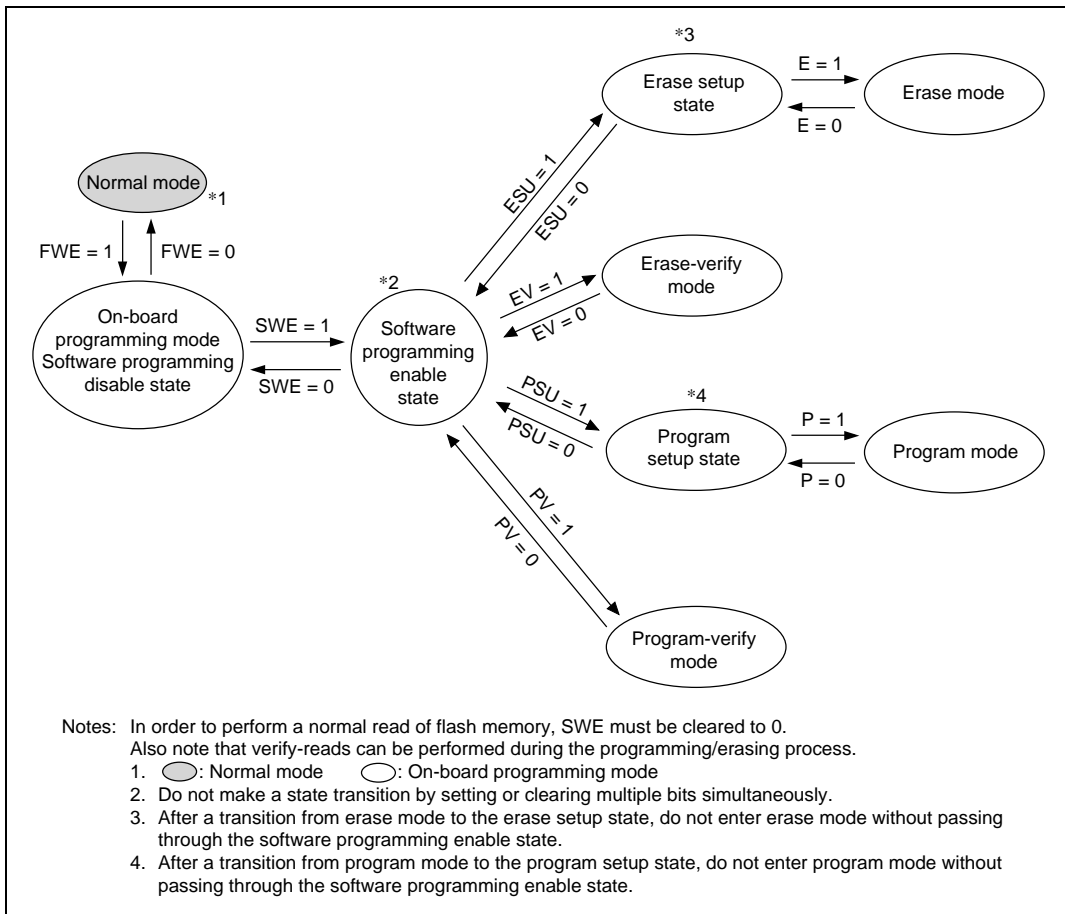 *3
Erase setup
state
E = 1
E = 0
Erase mode
Normal mode
*1
FWE = 1
FWE = 0
ESU = 1
ESU = 0
*2
On-board
programming mode
Software programming
disable state
SWE = 1
SWE = 0
Software
programming
enable
state
EV = 1
EV = 0
Erase-verify
mode
PSU = 1
PSU = 0
*4
Program
setup state
P = 1
P = 0
Program mode
PV = 1
PV = 0
Program-verify
mode
Notes: In order to perform a normal read of flash memory, SWE must be cleared to 0.
Also note that verify-reads can be performed during the programming/erasing process.
1. : Normal mode : On-board programming mode
2. Do not make a state transition by setting or clearing multiple bits simultaneously.
3. After a transition from erase mode to the erase setup state, do not enter erase mode without passing
through the software programming enable state.
4. After a transition from program mode to the program setup state, do not enter program mode without
passing through the software programming enable state.